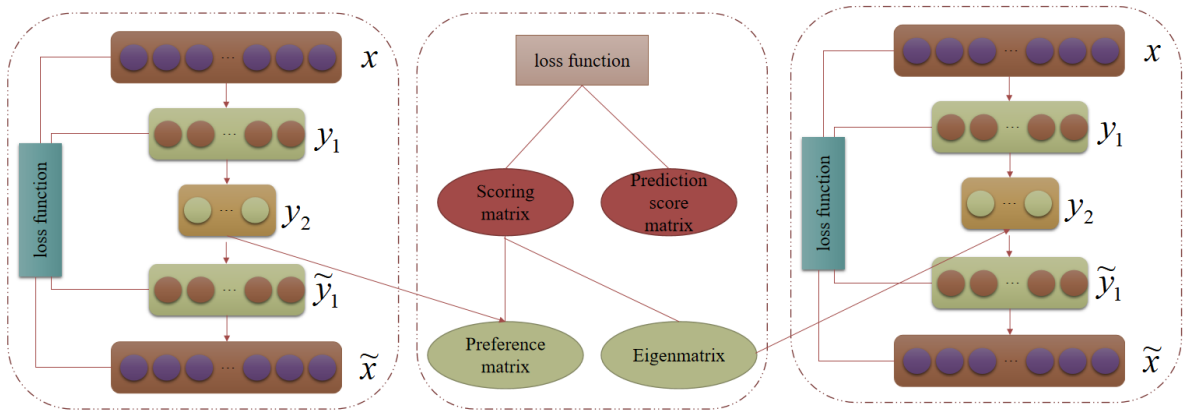 x
y₁
y₂
ỹ₁
x̃
loss function
loss function
Scoring
matrix
Prediction
score
matrix
Preference
matrix
Eigenmatrix
x
y₁
y₂
ỹ₁
x̃
loss function